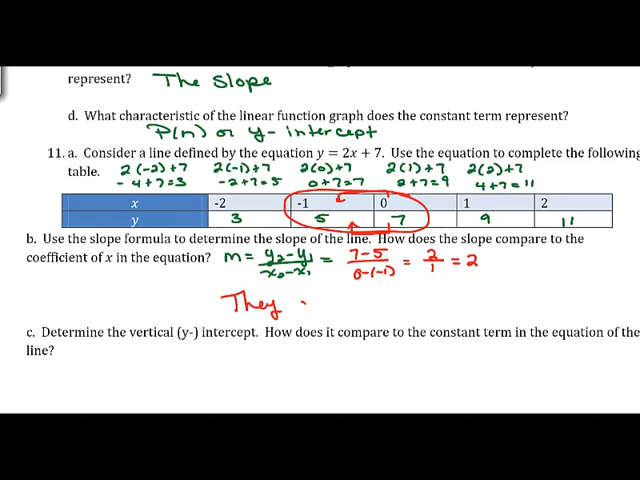 represent? The slope
d. What characteristic of the linear function graph does the constant term represent?
P(n) or y-intercept
11. a. Consider a line defined by the equation y = 2x + 7. Use the equation to complete the following
table. 2(-2)+7 2(-1)+7 2(0)+7 2(1)+7 2(2)+7
-4+7=3 -2+7=5 0+7=7 2+7=9 4+7=11
x -2 -1 0 1 2
y 3 5 7 9 11
b. Use the slope formula to determine the slope of the line. How does the slope compare to the
coefficient of x in the equation? m = y₂-y₁/x₂-x₁ = 7-5/0-(-1) = 2/1 = 2
They
c. Determine the vertical (y-) intercept. How does it compare to the constant term in the equation of the
line?